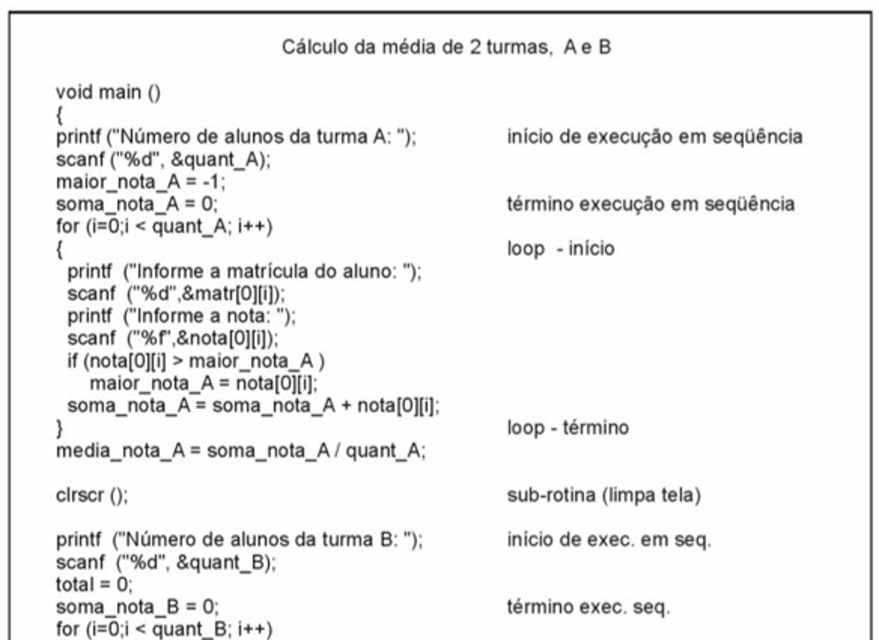 Cálculo da média de 2 turmas, A e B
void main ()
{
printf ("Número de alunos da turma A: "); início de execução em seqüência
scanf ("%d", &quant_A);
maior_nota_A = -1;
soma_nota_A = 0; término execução em seqüência
for (i=0;i < quant_A; i++)
{ loop - início
printf ("Informe a matrícula do aluno: ");
scanf ("%d",&matr[0][i]);
printf ("Informe a nota: ");
scanf ("%f",&nota[0][i]);
if (nota[0][i] > maior_nota_A )
maior_nota_A = nota[0][i];
soma_nota_A = soma_nota_A + nota[0][i];
} loop - término
media_nota_A = soma_nota_A / quant_A;
clrscr (); sub-rotina (limpa tela)
printf ("Número de alunos da turma B: "); início de exec. em seq.
scanf ("%d", &quant_B);
total = 0;
soma_nota_B = 0; término exec. seq.
for (i=0;i < quant_B; i++)